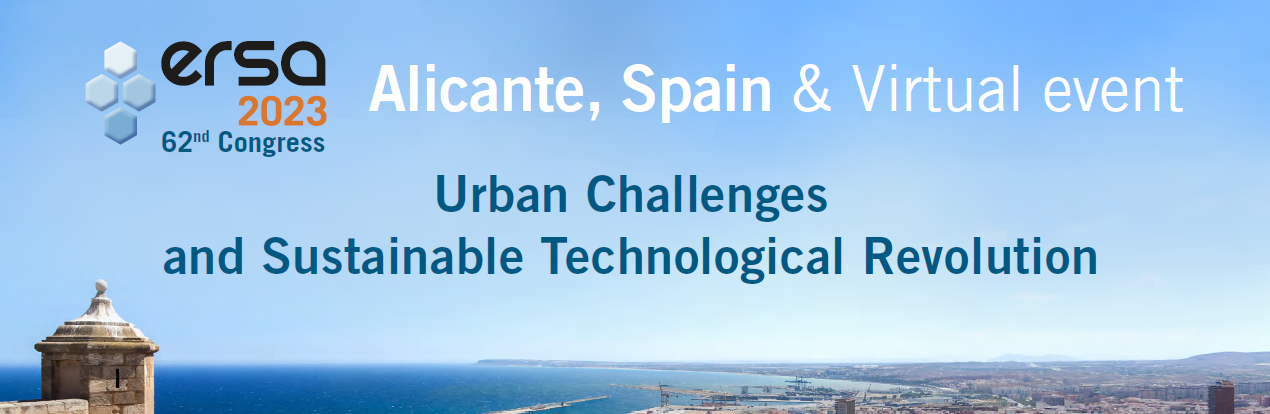 ersa
2023
62nd Congress
Alicante, Spain & Virtual event
Urban Challenges
and Sustainable Technological Revolution